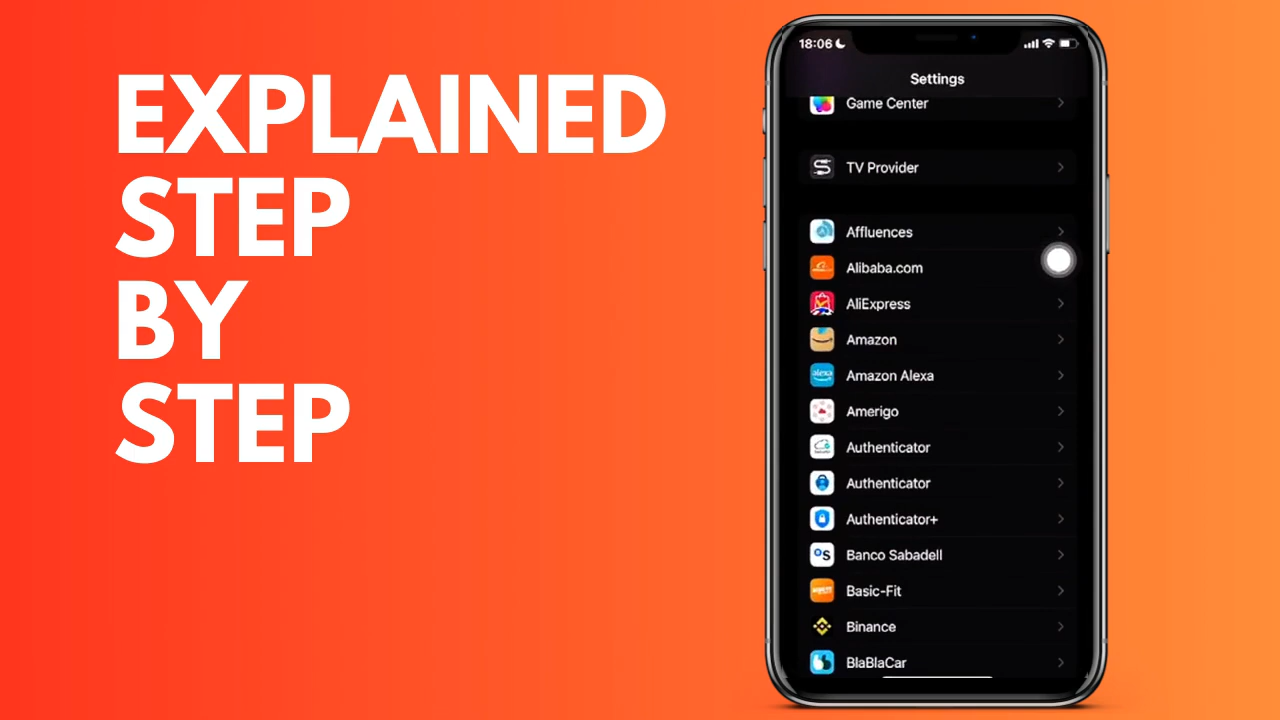 EXPLAINED
STEP
BY
STEP
18:06
Settings
Game Center
TV Provider
Affluences
Alibaba.com
AliExpress
Amazon
Amazon Alexa
Amerigo
Authenticator
Authenticator
Authenticator+
Banco Sabadell
Basic-Fit
Binance
BlaBlaCar